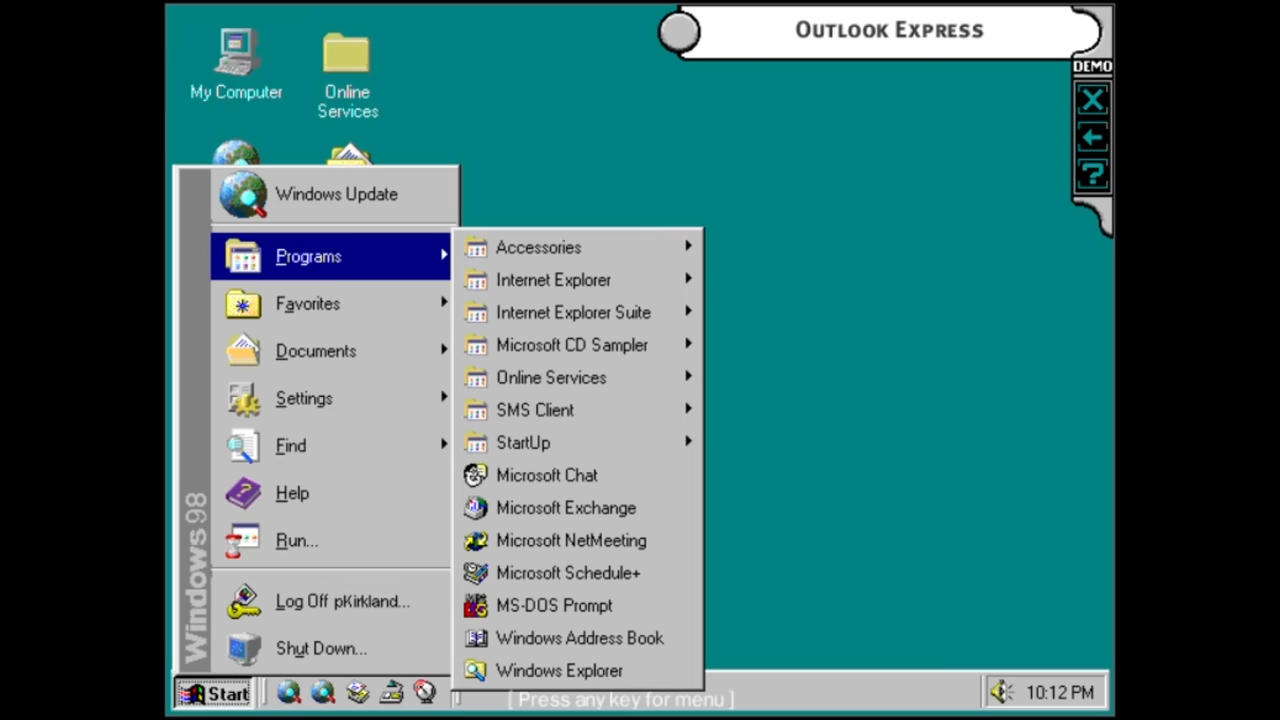 OUTLOOK EXPRESS
DEMO
My Computer
Online
Services
Windows Update
Programs
Favorites
Documents
Settings
Find
Help
Run...
Log Off pKirkland...
Shut Down...
Windows98
Accessories
Internet Explorer
Internet Explorer Suite
Microsoft CD Sampler
Online Services
SMS Client
StartUp
Microsoft Chat
Microsoft Exchange
Microsoft NetMeeting
Microsoft Schedule+
MS-DOS Prompt
Windows Address Book
Windows Explorer
Start
[ Press any key for menu ]
10:12 PM